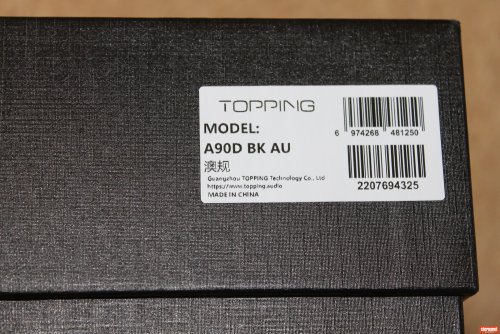 TOPPING
MODEL:
A90D BK AU
澳规
Guangzhou TOPPING Technology Co., Ltd
https://www.topping.audio
MADE IN CHINA
6 974268 481250
2207694325